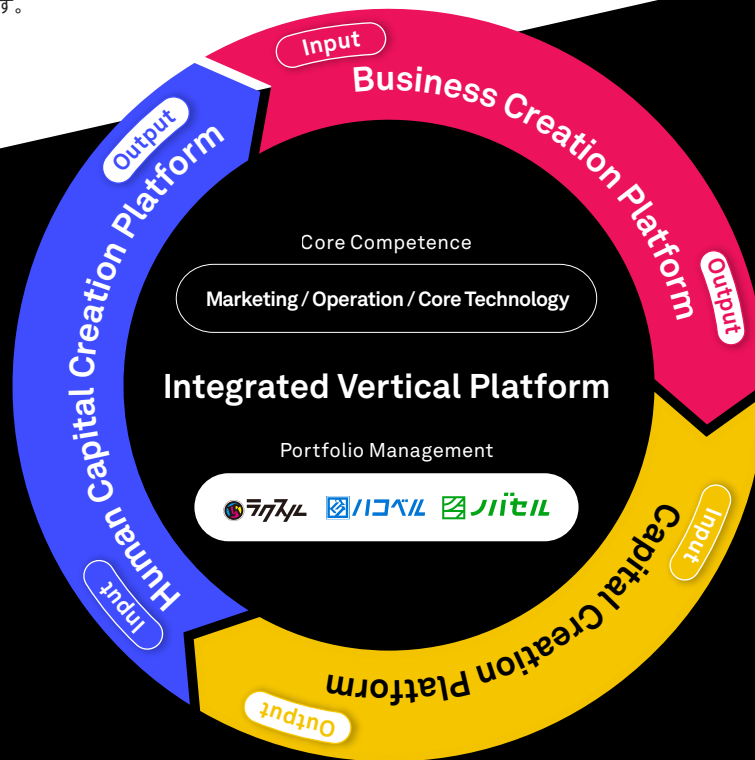 す。
Input
Business Creation Platform
Output
Input
Capital Creation Platform
Output
Input
Human Capital Creation Platform
Output
Core Competence
Marketing / Operation / Core Technology
Integrated Vertical Platform
Portfolio Management
ラクスル ハコベル ノバセル